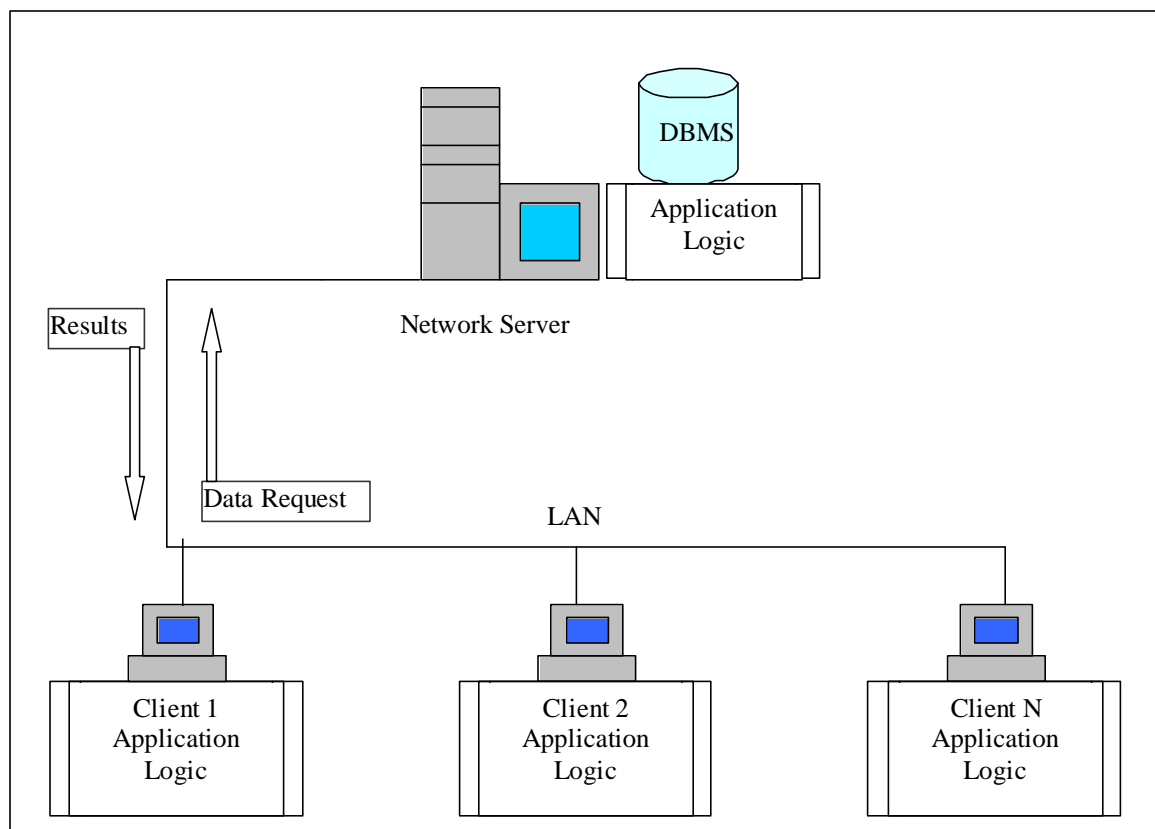 DBMS
Application
Logic
Results
Network Server
Data Request
LAN
Client 1
Application
Logic
Client 2
Application
Logic
Client N
Application
Logic